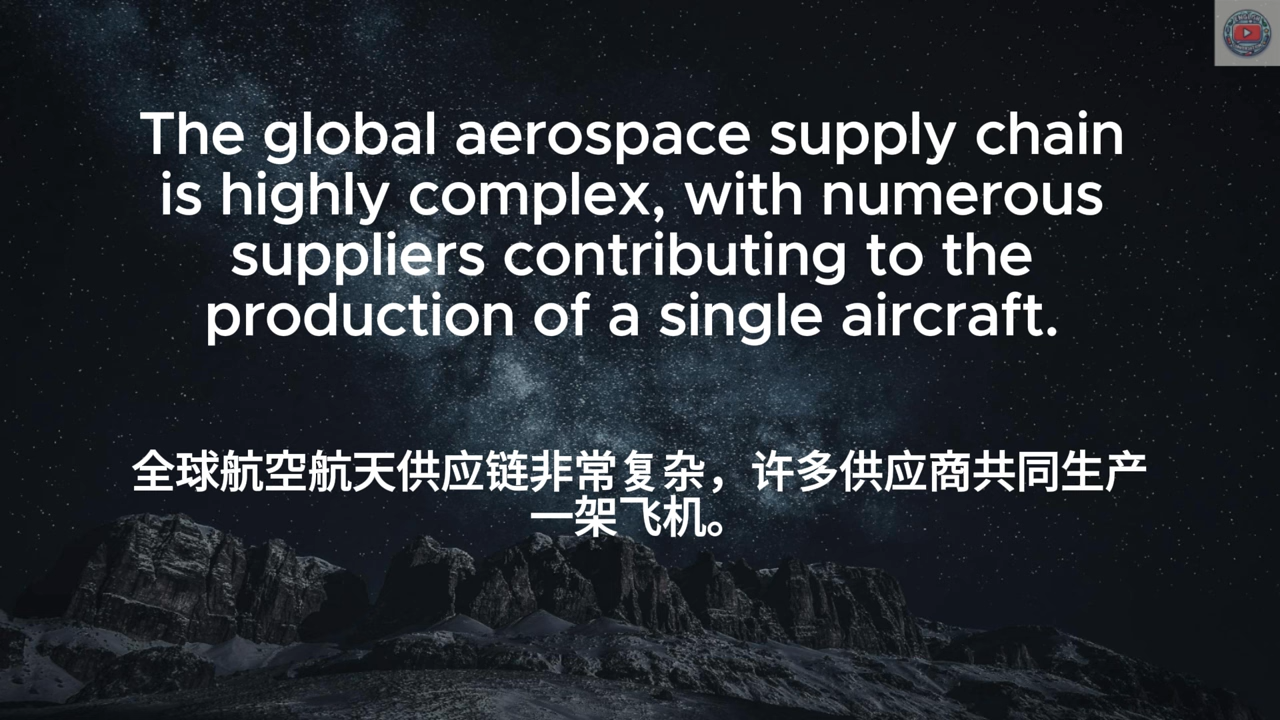 The global aerospace supply chain
is highly complex, with numerous
suppliers contributing to the
production of a single aircraft.
全球航空航天供应链非常复杂，许多供应商共同生产
一架飞机。